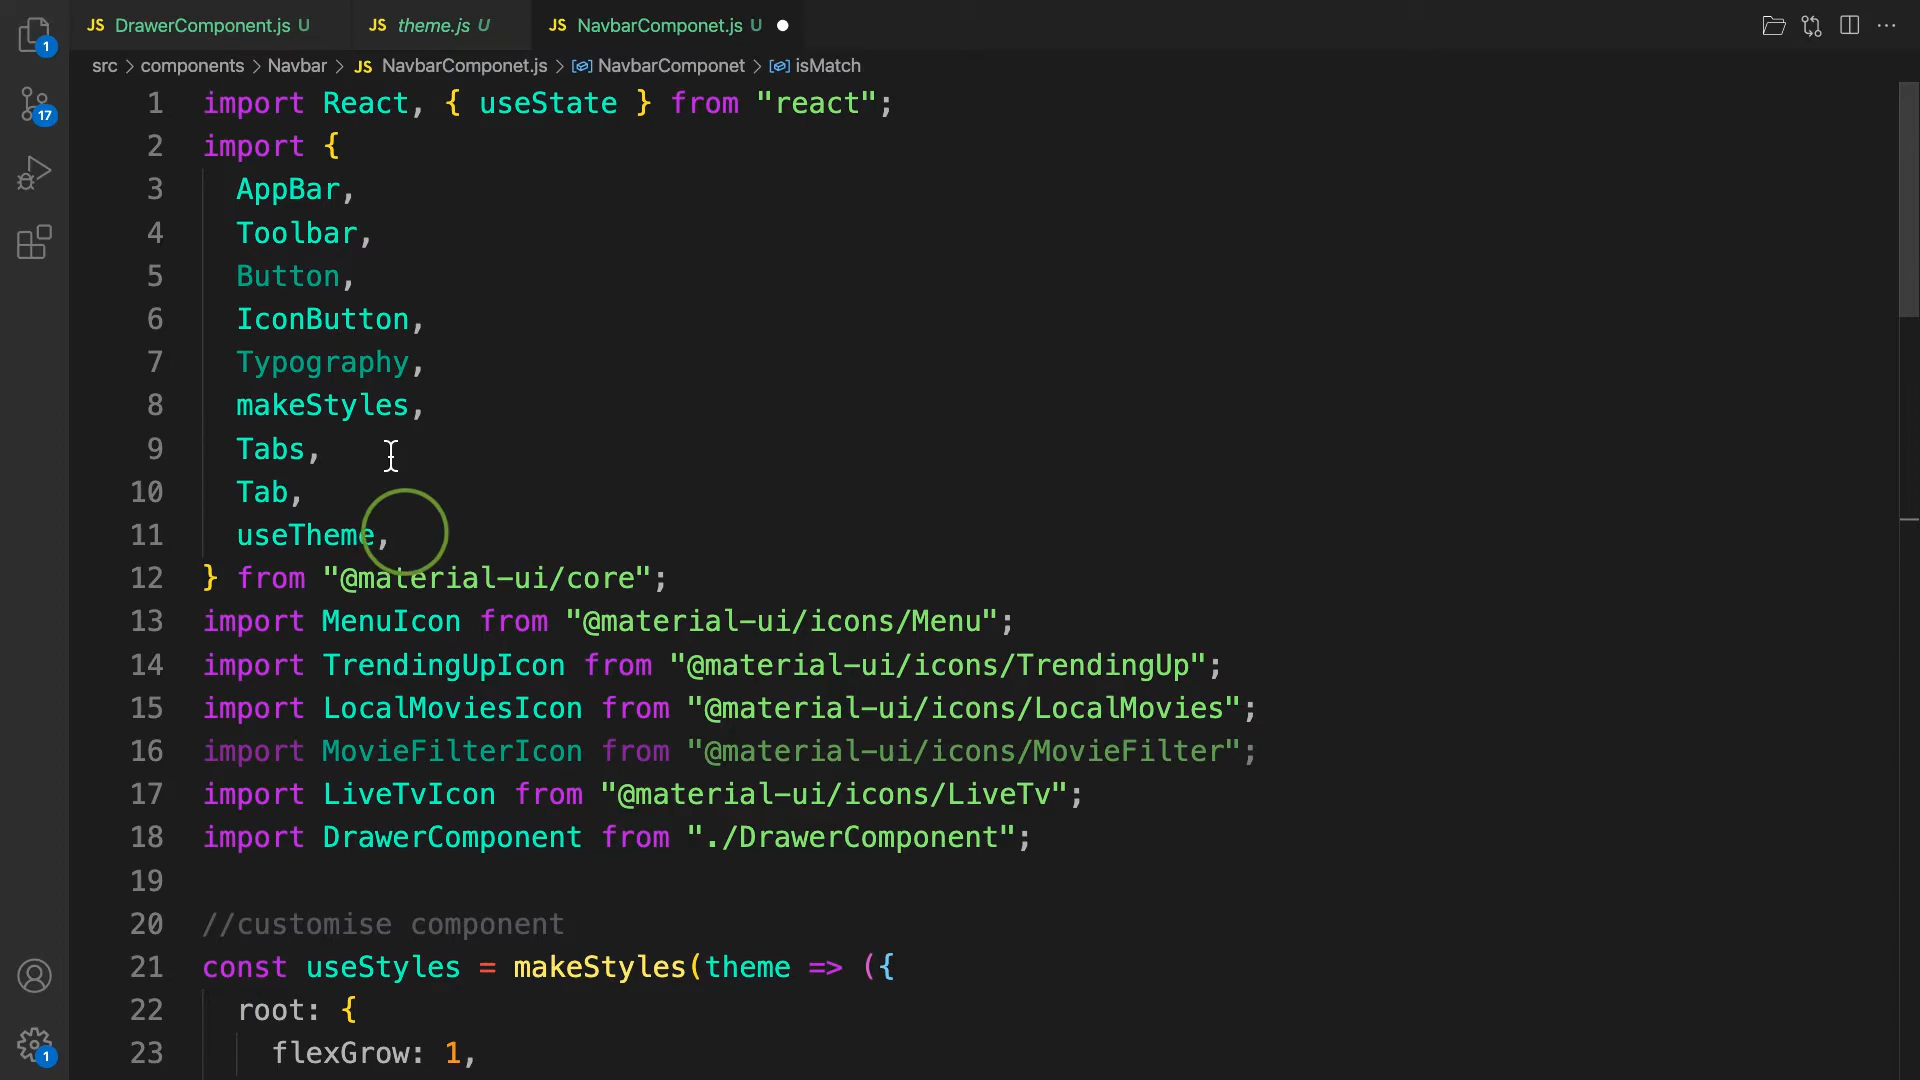 JS DrawerComponent.js U JS theme.js U JS NavbarComponet.js U
src > components > Navbar > JS NavbarComponet.js > NavbarComponet > isMatch
1 import React, { useState } from "react";
2 import {
3 AppBar,
4 Toolbar,
5 Button,
6 IconButton,
7 Typography,
8 makeStyles,
9 Tabs,
10 Tab,
11 useTheme,
12 } from "@material-ui/core";
13 import MenuIcon from "@material-ui/icons/Menu";
14 import TrendingUpIcon from "@material-ui/icons/TrendingUp";
15 import LocalMoviesIcon from "@material-ui/icons/LocalMovies";
16 import MovieFilterIcon from "@material-ui/icons/MovieFilter";
17 import LiveTvIcon from "@material-ui/icons/LiveTv";
18 import DrawerComponent from "./DrawerComponent";
19
20 //customise component
21 const useStyles = makeStyles(theme => ({
22 root: {
23 flexGrow: 1,
1
17
1